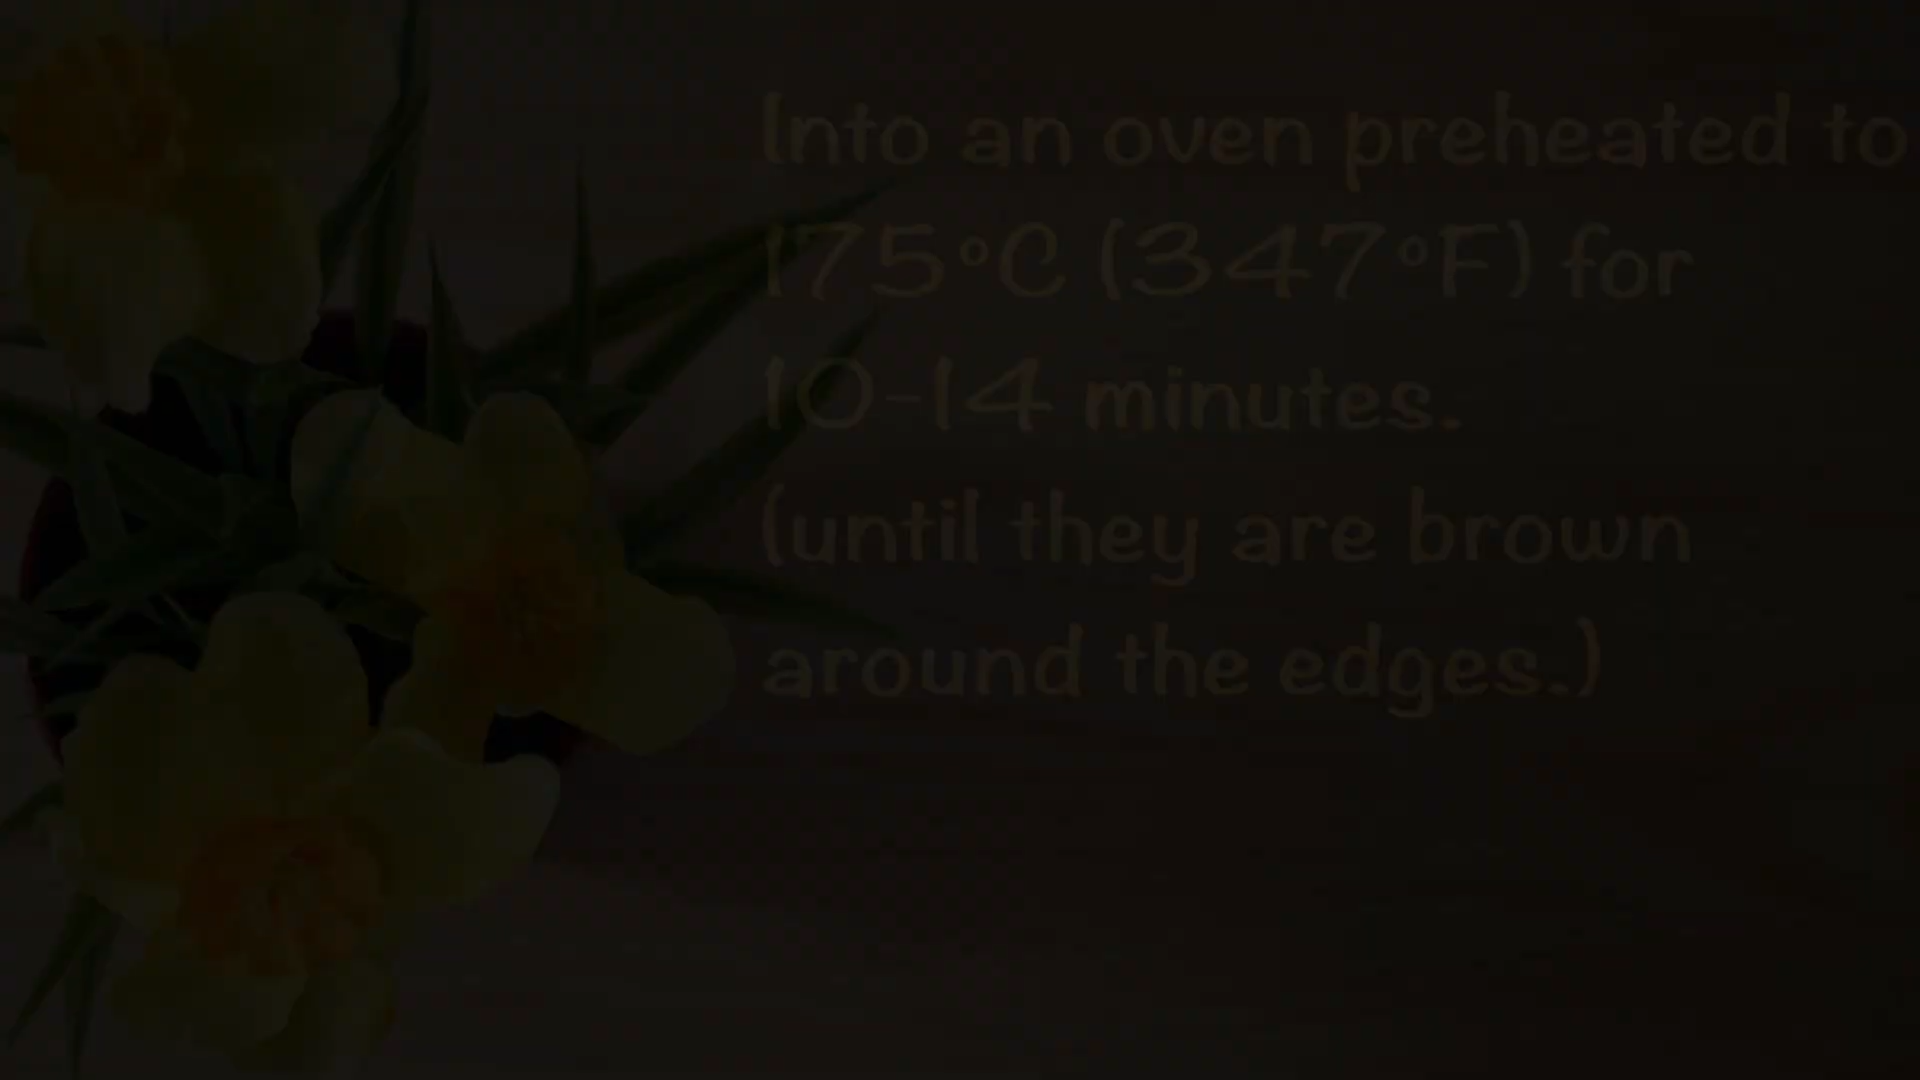 Into an oven preheated to
175°C (347°F) for
10-14 minutes.
(until they are brown
around the edges.)